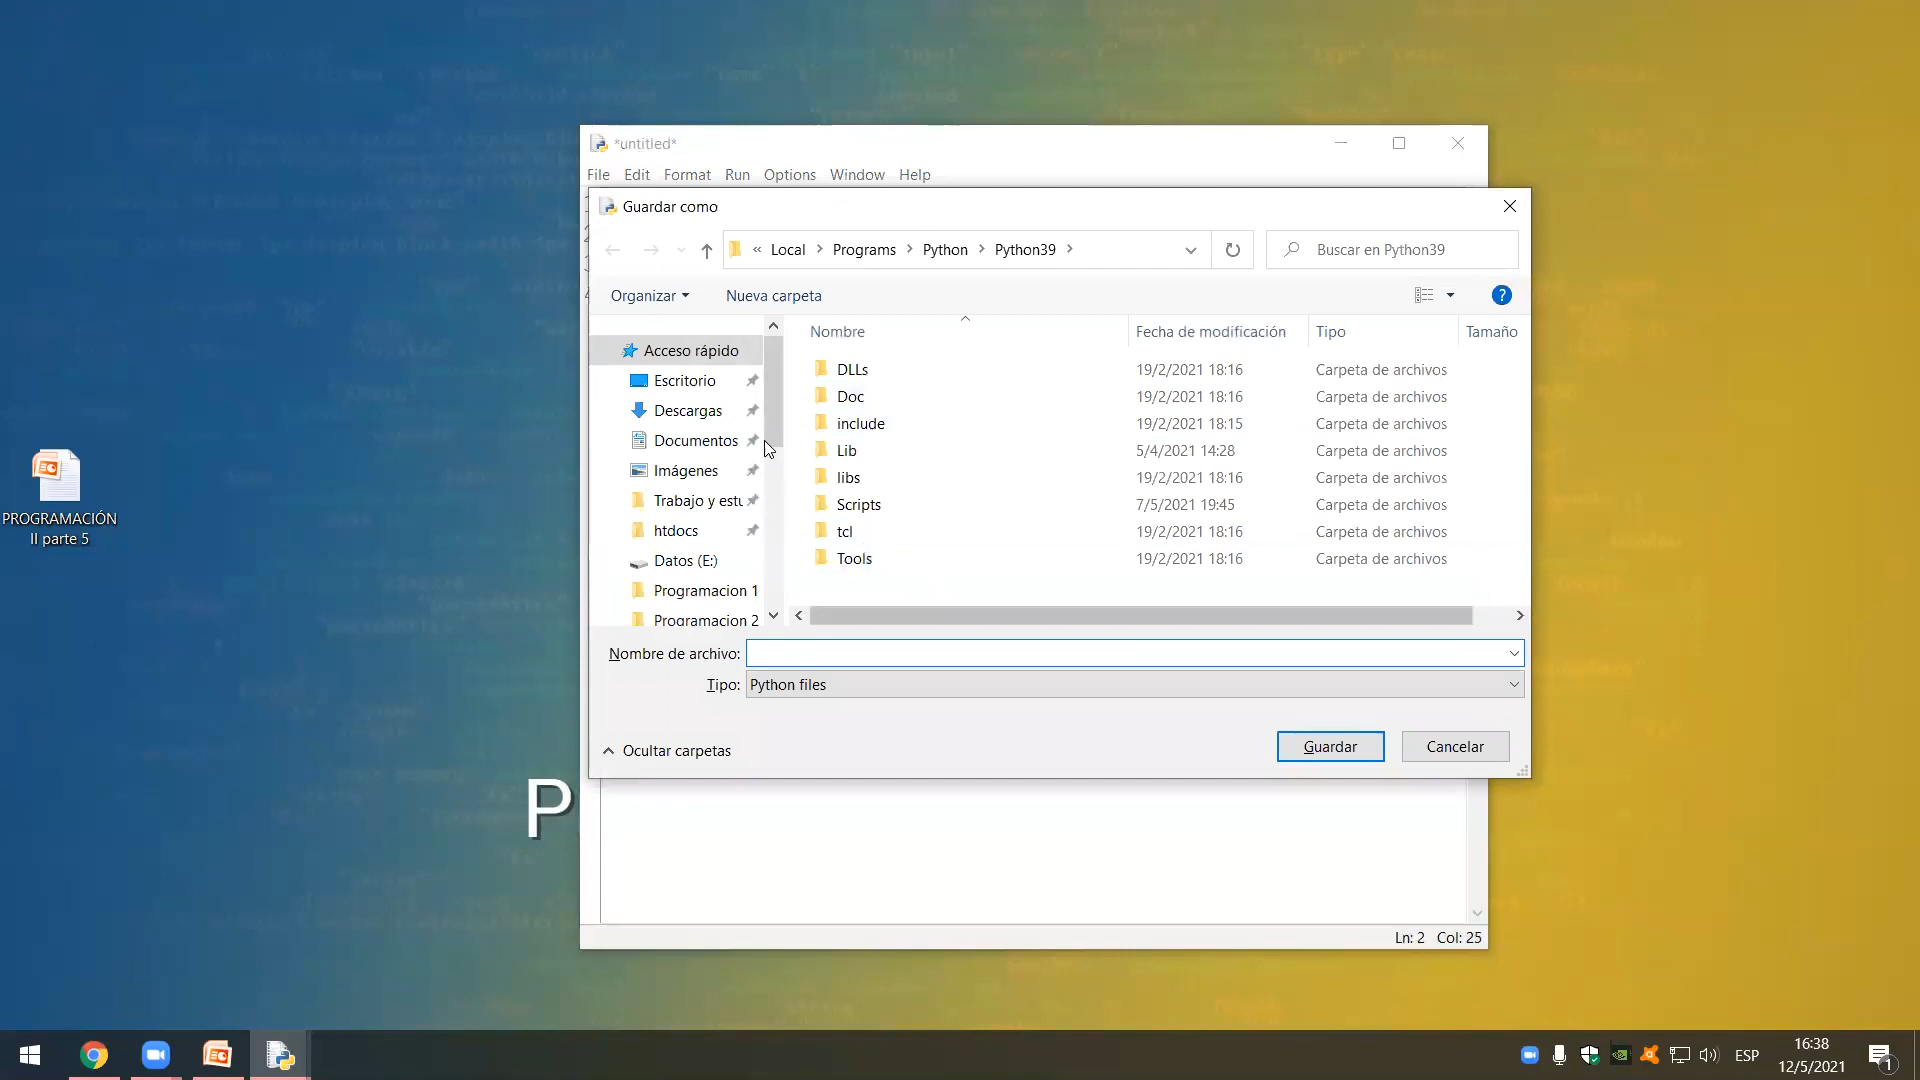 *untitled*
File Edit Format Run Options Window Help
Guardar como
« Local > Programs > Python > Python39 >
Buscar en Python39
Organizar
Nueva carpeta
?
Nombre
Fecha de modificación
Tipo
Tamaño
Acceso rápido
Escritorio
Descargas
Documentos
Imágenes
Trabajo y estu
htdocs
Datos (E:)
Programacion 1
Programacion 2
DLLs 19/2/2021 18:16 Carpeta de archivos
Doc 19/2/2021 18:16 Carpeta de archivos
include 19/2/2021 18:15 Carpeta de archivos
Lib 5/4/2021 14:28 Carpeta de archivos
libs 19/2/2021 18:16 Carpeta de archivos
Scripts 7/5/2021 19:45 Carpeta de archivos
tcl 19/2/2021 18:16 Carpeta de archivos
Tools 19/2/2021 18:16 Carpeta de archivos
Nombre de archivo:
Tipo: Python files
Ocultar carpetas
Guardar
Cancelar
PROGRAMACIÓN
II parte 5
P
Ln: 2 Col: 25
ESP
16:38
12/5/2021
1